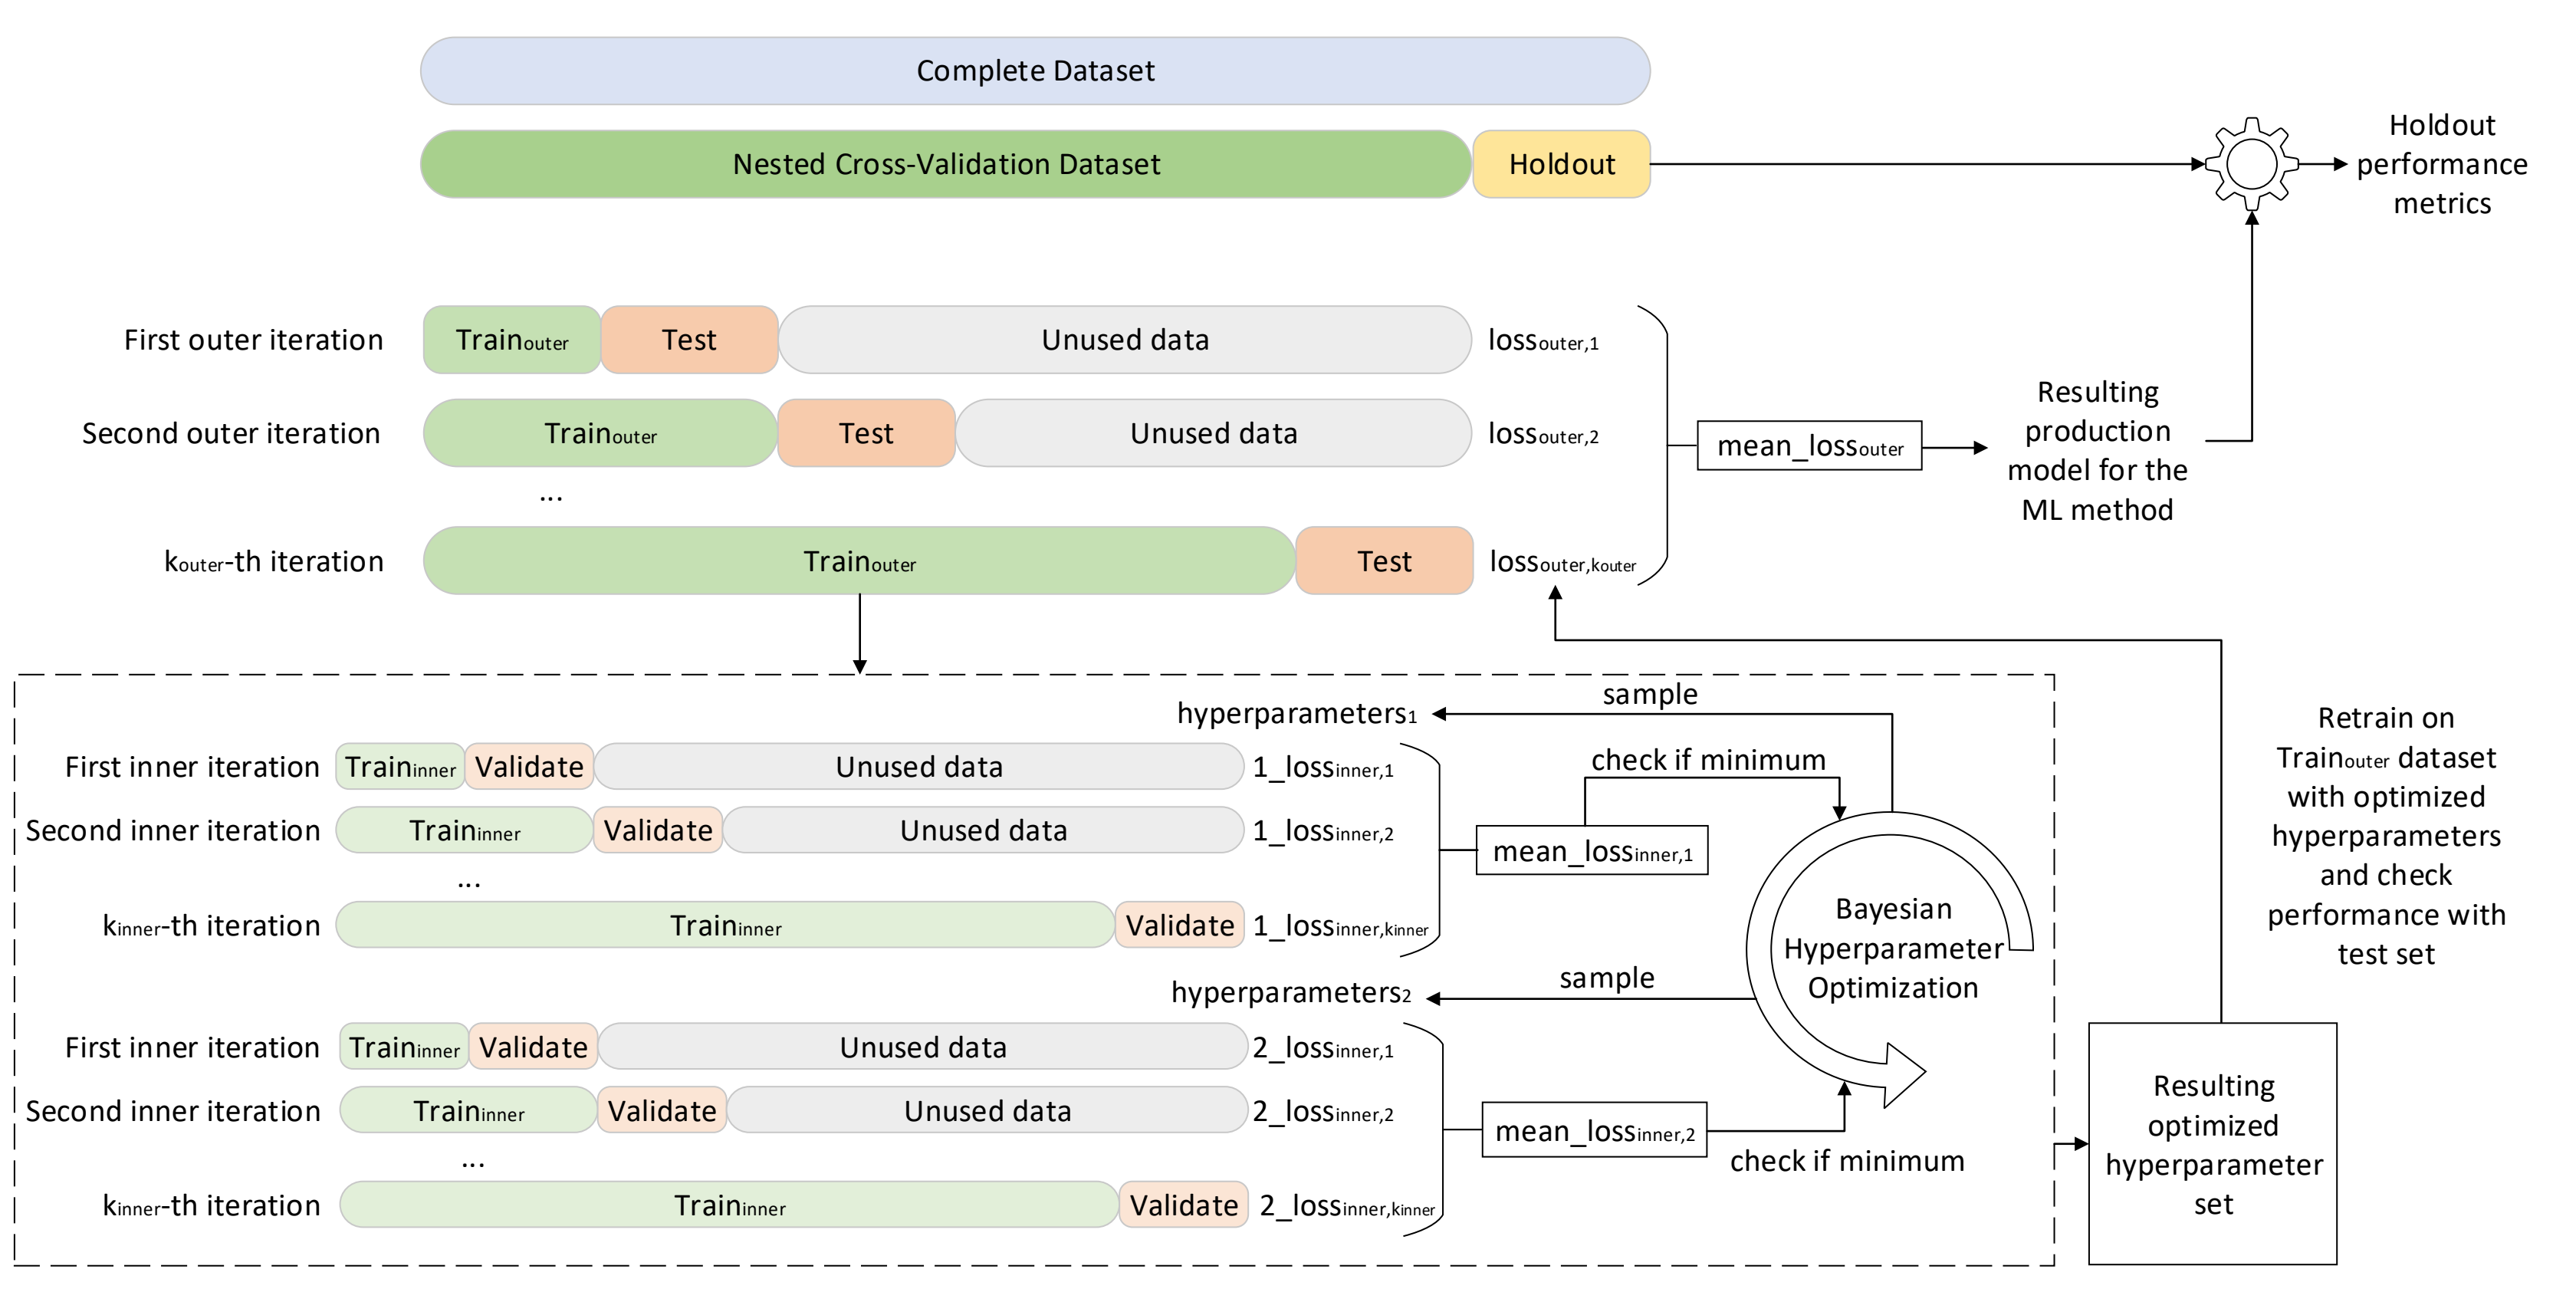 Complete Dataset
Nested Cross-Validation Dataset
Holdout
Holdout
performance
metrics
First outer iteration
Trainouter
Test
Unused data
lossouter,1
Second outer iteration
Trainouter
Test
Unused data
lossouter,2
...
kouter-th iteration
Trainouter
Test
lossouter,kouter
mean_lossouter
Resulting
production
model for the
ML method
hyperparameters1
sample
First inner iteration
Traininner
Validate
Unused data
1_lossinner,1
check if minimum
Second inner iteration
Traininner
Validate
Unused data
1_lossinner,2
mean_lossinner,1
...
kinner-th iteration
Traininner
Validate
1_lossinner,kinner
Bayesian
Hyperparameter
Optimization
hyperparameters2
sample
First inner iteration
Traininner
Validate
Unused data
2_lossinner,1
Second inner iteration
Traininner
Validate
Unused data
2_lossinner,2
mean_lossinner,2
check if minimum
...
kinner-th iteration
Traininner
Validate
2_lossinner,kinner
Retrain on
Trainouter dataset
with optimized
hyperparameters
and check
performance with
test set
Resulting
optimized
hyperparameter
set